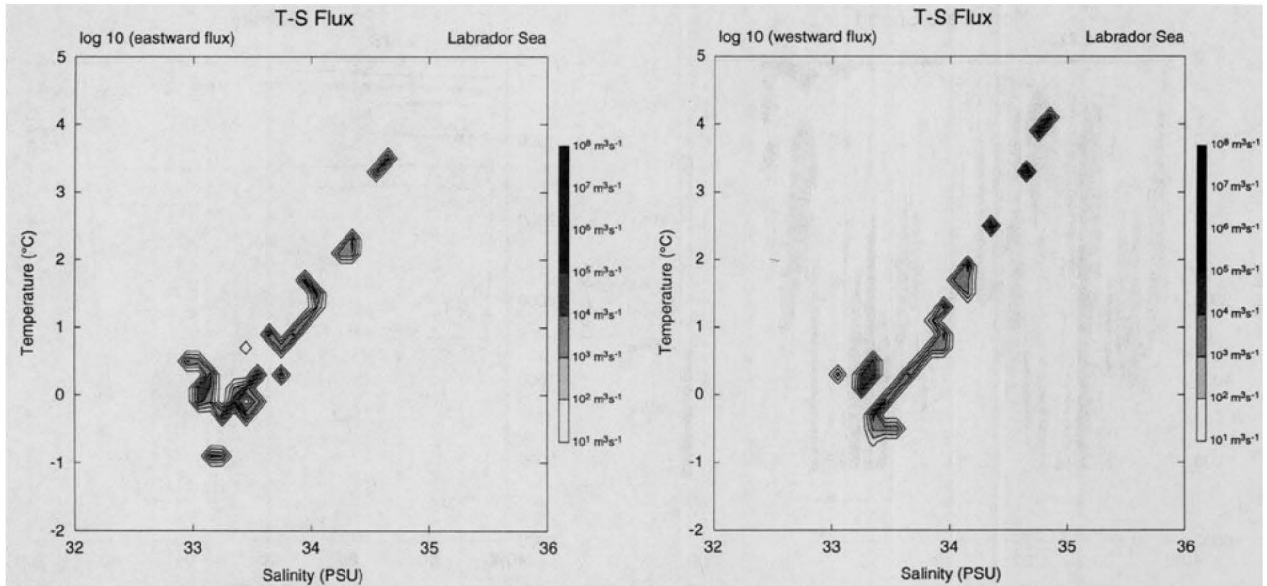 T-S Flux
log 10 (eastward flux) Labrador Sea
5
4
3
2
1
0
-1
-2
32 33 34 35 36
Temperature (°C)
Salinity (PSU)
10⁸ m³s⁻¹
10⁷ m³s⁻¹
10⁶ m³s⁻¹
10⁵ m³s⁻¹
10⁴ m³s⁻¹
10³ m³s⁻¹
10² m³s⁻¹
10¹ m³s⁻¹
T-S Flux
log 10 (westward flux) Labrador Sea
5
4
3
2
1
0
-1
-2
32 33 34 35 36
Temperature (°C)
Salinity (PSU)
10⁸ m³s⁻¹
10⁷ m³s⁻¹
10⁶ m³s⁻¹
10⁵ m³s⁻¹
10⁴ m³s⁻¹
10³ m³s⁻¹
10² m³s⁻¹
10¹ m³s⁻¹